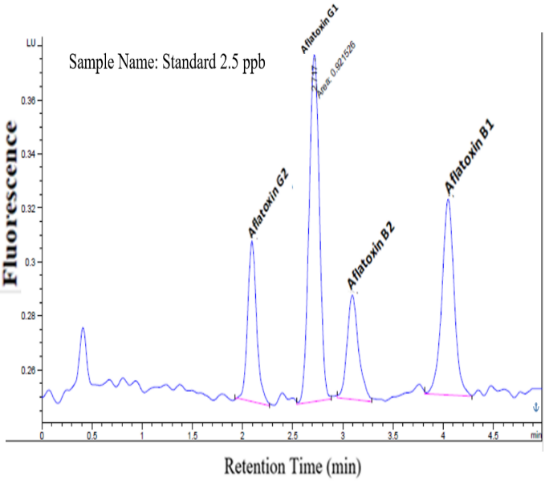 Aflatoxin G1
LU
Sample Name: Standard 2.5 ppb
Area: 0.921526
0.36
Aflatoxin B1
0.34
Aflatoxin G2
0.32
Aflatoxin B2
Fluorescence
0.3
0.28
0.26
0 0.5 1 1.5 2 2.5 3 3.5 4 4.5 min
Retention Time (min)